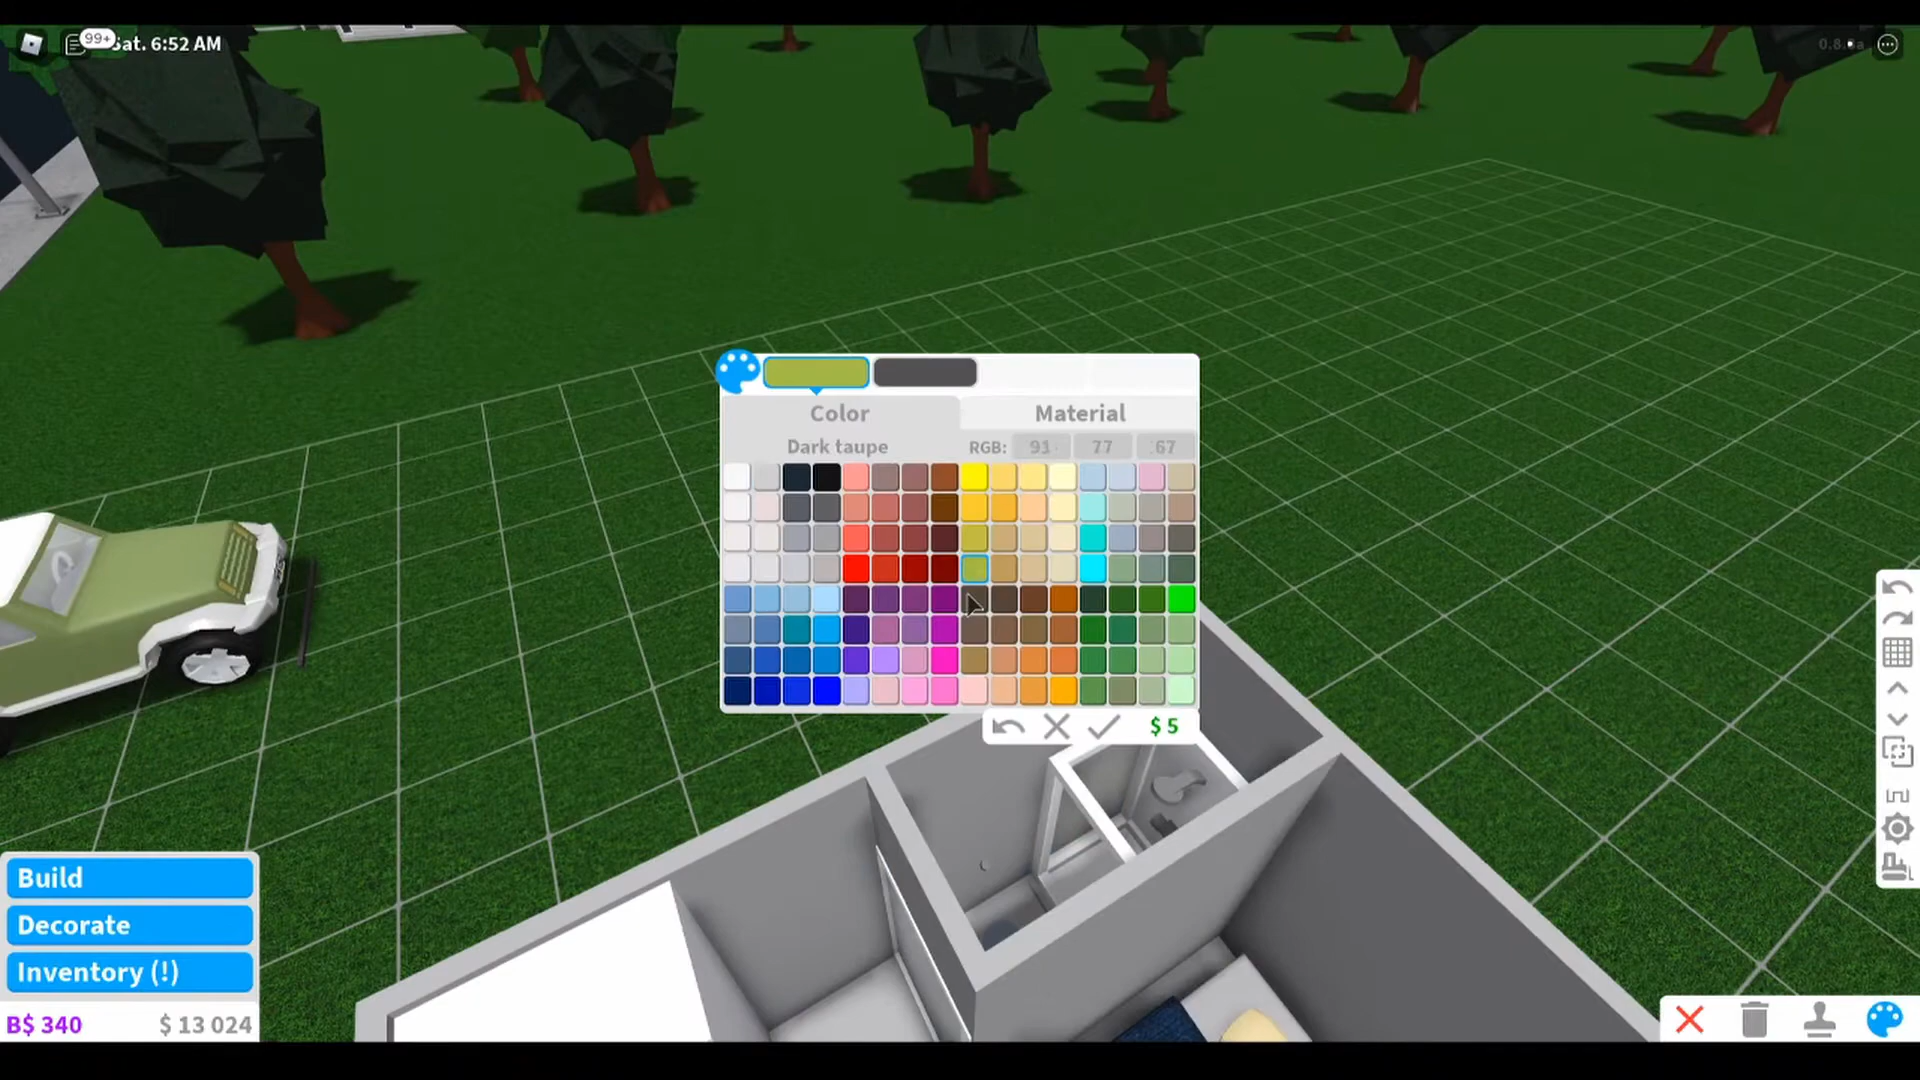 99+
Sat. 6:52 AM
Color
Material
Dark taupe
RGB: 91 77 67
$ 5
Build
Decorate
Inventory (!)
B$ 340
$ 13 024